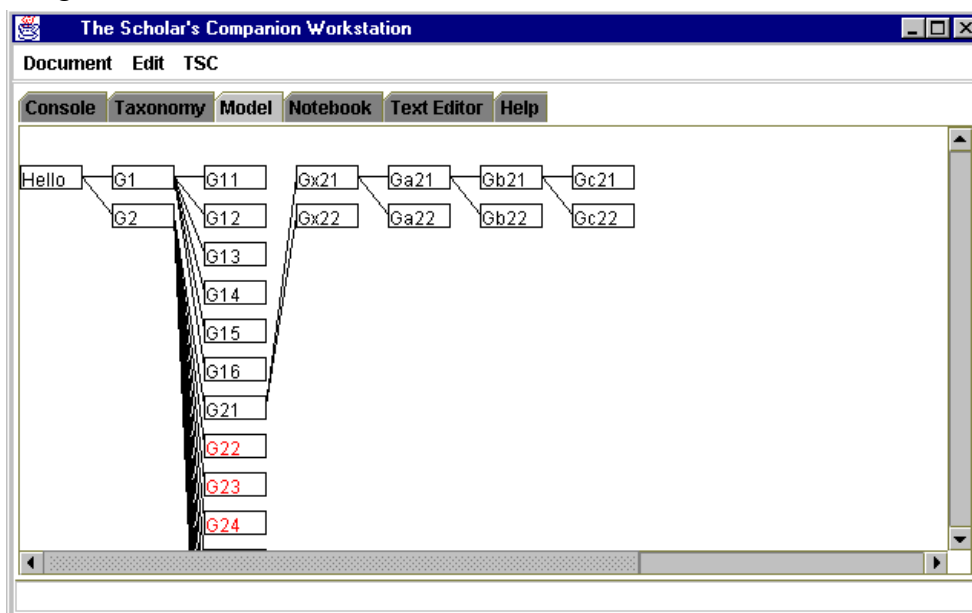 The Scholar's Companion Workstation
Document Edit TSC
Console Taxonomy Model Notebook Text Editor Help
Hello G1 G11 Gx21 Ga21 Gb21 Gc21
G2 G12 Gx22 Ga22 Gb22 Gc22
G13
G14
G15
G16
G21
G22
G23
G24